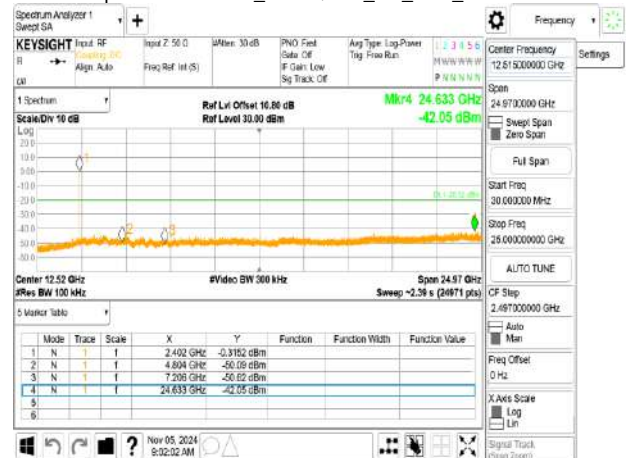 Spectrum Analyzer 1
Swept SA
+
Frequency
KEYSIGHT Input: RF Input Z: 50 Ω #Atten: 30 dB PNO: Fast Avg Type: Log-Power 1 2 3 4 5 6
R Coupling: DC Gate: Off Trig: Free Run M W W W W W
Align: Auto Freq Ref: Int (S) IF Gain: Low P N N N N N
Sig Track: Off
Center Frequency
12.515000000 GHz
Settings
1 Spectrum
Ref Lvl Offset 10.80 dB Mkr4 24.633 GHz
Scale/Div 10 dB Ref Level 30.00 dBm -42.05 dBm
Log
20.0
10.0
0.00
-10.0
-20.0
-30.0
-40.0
-50.0
-60.0
1
2
3
Center 12.52 GHz #Video BW 300 kHz Span 24.97 GHz
#Res BW 100 kHz Sweep ~2.39 s (24971 pts)
5 Marker Table
Mode Trace Scale X Y Function Function Width Function Value
1 N 1 f 2.402 GHz -0.3152 dBm
2 N 1 f 4.804 GHz -50.09 dBm
3 N 1 f 7.206 GHz -50.62 dBm
4 N 1 f 24.633 GHz -42.05 dBm
5
6
Span
24.9700000 GHz
Swept Span
Zero Span
Full Span
Start Freq
30.000000 MHz
Stop Freq
25.000000000 GHz
AUTO TUNE
CF Step
2.497000000 GHz
Auto
Man
Freq Offset
0 Hz
X Axis Scale
Log
Lin
Signal Track
(Span Zoom)
? Nov 05, 2024
9:02:02 AM